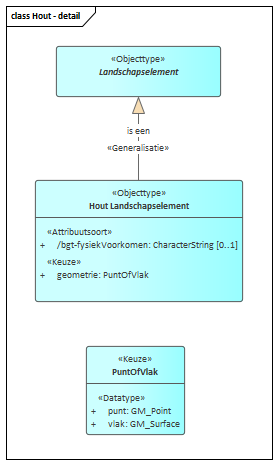 class Hout - detail
«Objecttype»
Landschapselement
is een
«Generalisatie»
«Objecttype»
Hout Landschapselement
«Attribuutsoort»
+ /bgt-fysiekVoorkomen: CharacterString [0..1]
«Keuze»
+ geometrie: PuntOfVlak
«Keuze»
PuntOfVlak
«Datatype»
+ punt: GM_Point
+ vlak: GM_Surface